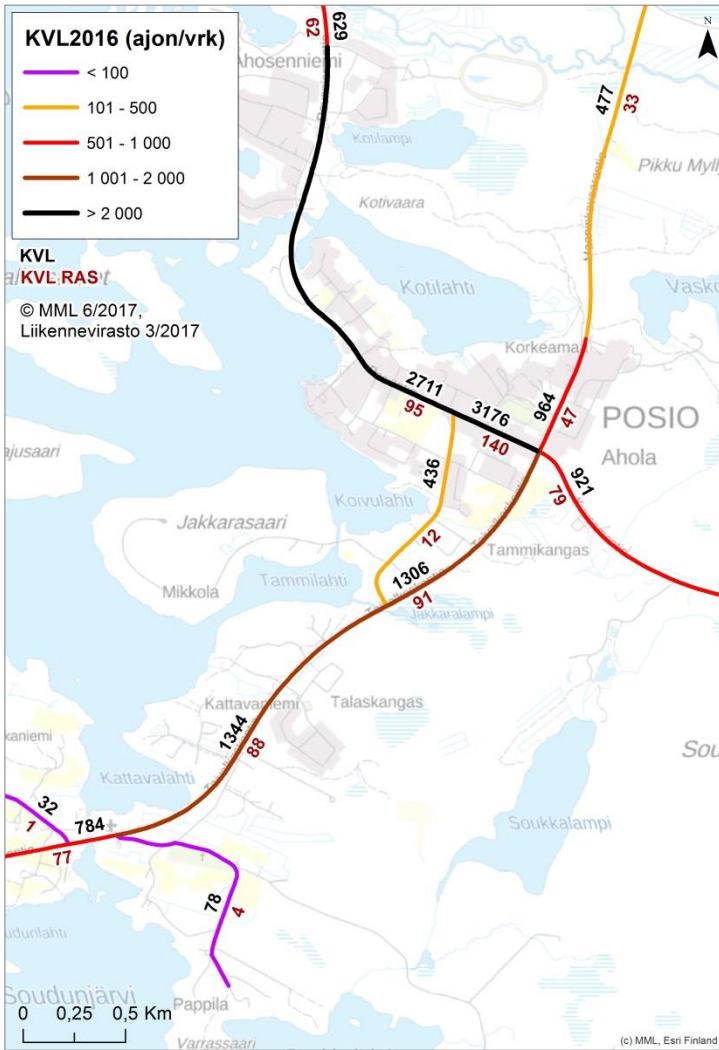 KVL2016 (ajon/vrk)
< 100
101 - 500
501 - 1 000
1 001 - 2 000
> 2 000
KVL
KVL RAS
© MML 6/2017,
Liikennevirasto 3/2017
N
62
629
Ahosenniemi
477
33
Kotilampi
Pikku Mylly
Kotivaara
Kotilahti
Vasko
Korkeamaa
2711
95
3176
140
964
47
POSIO
Ahola
436
921
79
Koivulahti
Jakkarasaari
12
Tammikangas
Mikkola
Tammilahti
1306
91
Jakkaralampi
Kattavaniemi
Talaskangas
1344
88
Kattavalahti
32
1
784
77
Soukkalampi
78
4
Soudunjärvi
Pappila
Varrassaari
0 0,25 0,5 Km
(c) MML, Esri Finland